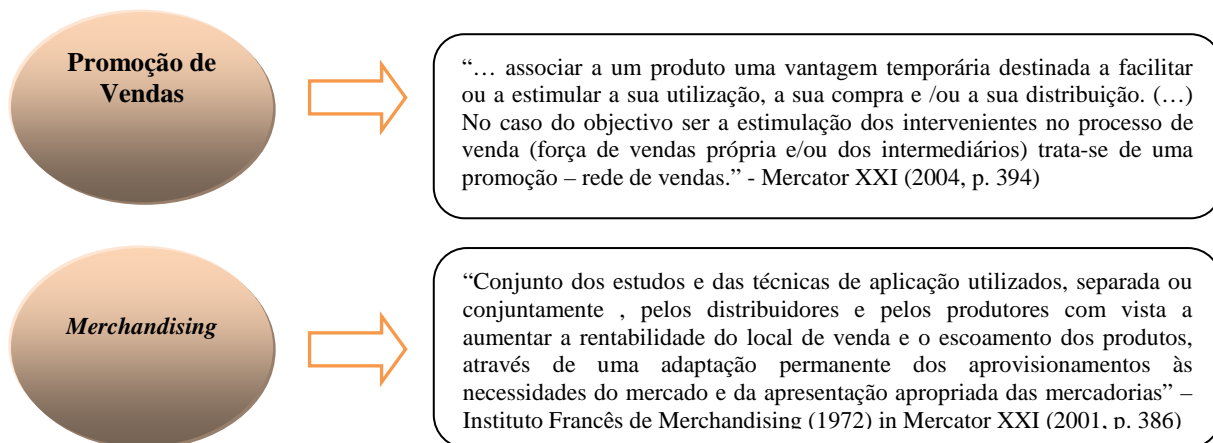 Promoção de
Vendas
“… associar a um produto uma vantagem temporária destinada a facilitar
ou a estimular a sua utilização, a sua compra e /ou a sua distribuição. (…)
No caso do objectivo ser a estimulação dos intervenientes no processo de
venda (força de vendas própria e/ou dos intermediários) trata-se de uma
promoção – rede de vendas.” - Mercator XXI (2004, p. 394)
Merchandising
“Conjunto dos estudos e das técnicas de aplicação utilizados, separada ou
conjuntamente , pelos distribuidores e pelos produtores com vista a
aumentar a rentabilidade do local de venda e o escoamento dos produtos,
através de uma adaptação permanente dos aprovisionamentos às
necessidades do mercado e da apresentação apropriada das mercadorias” –
Instituto Francês de Merchandising (1972) in Mercator XXI (2001, p. 386)